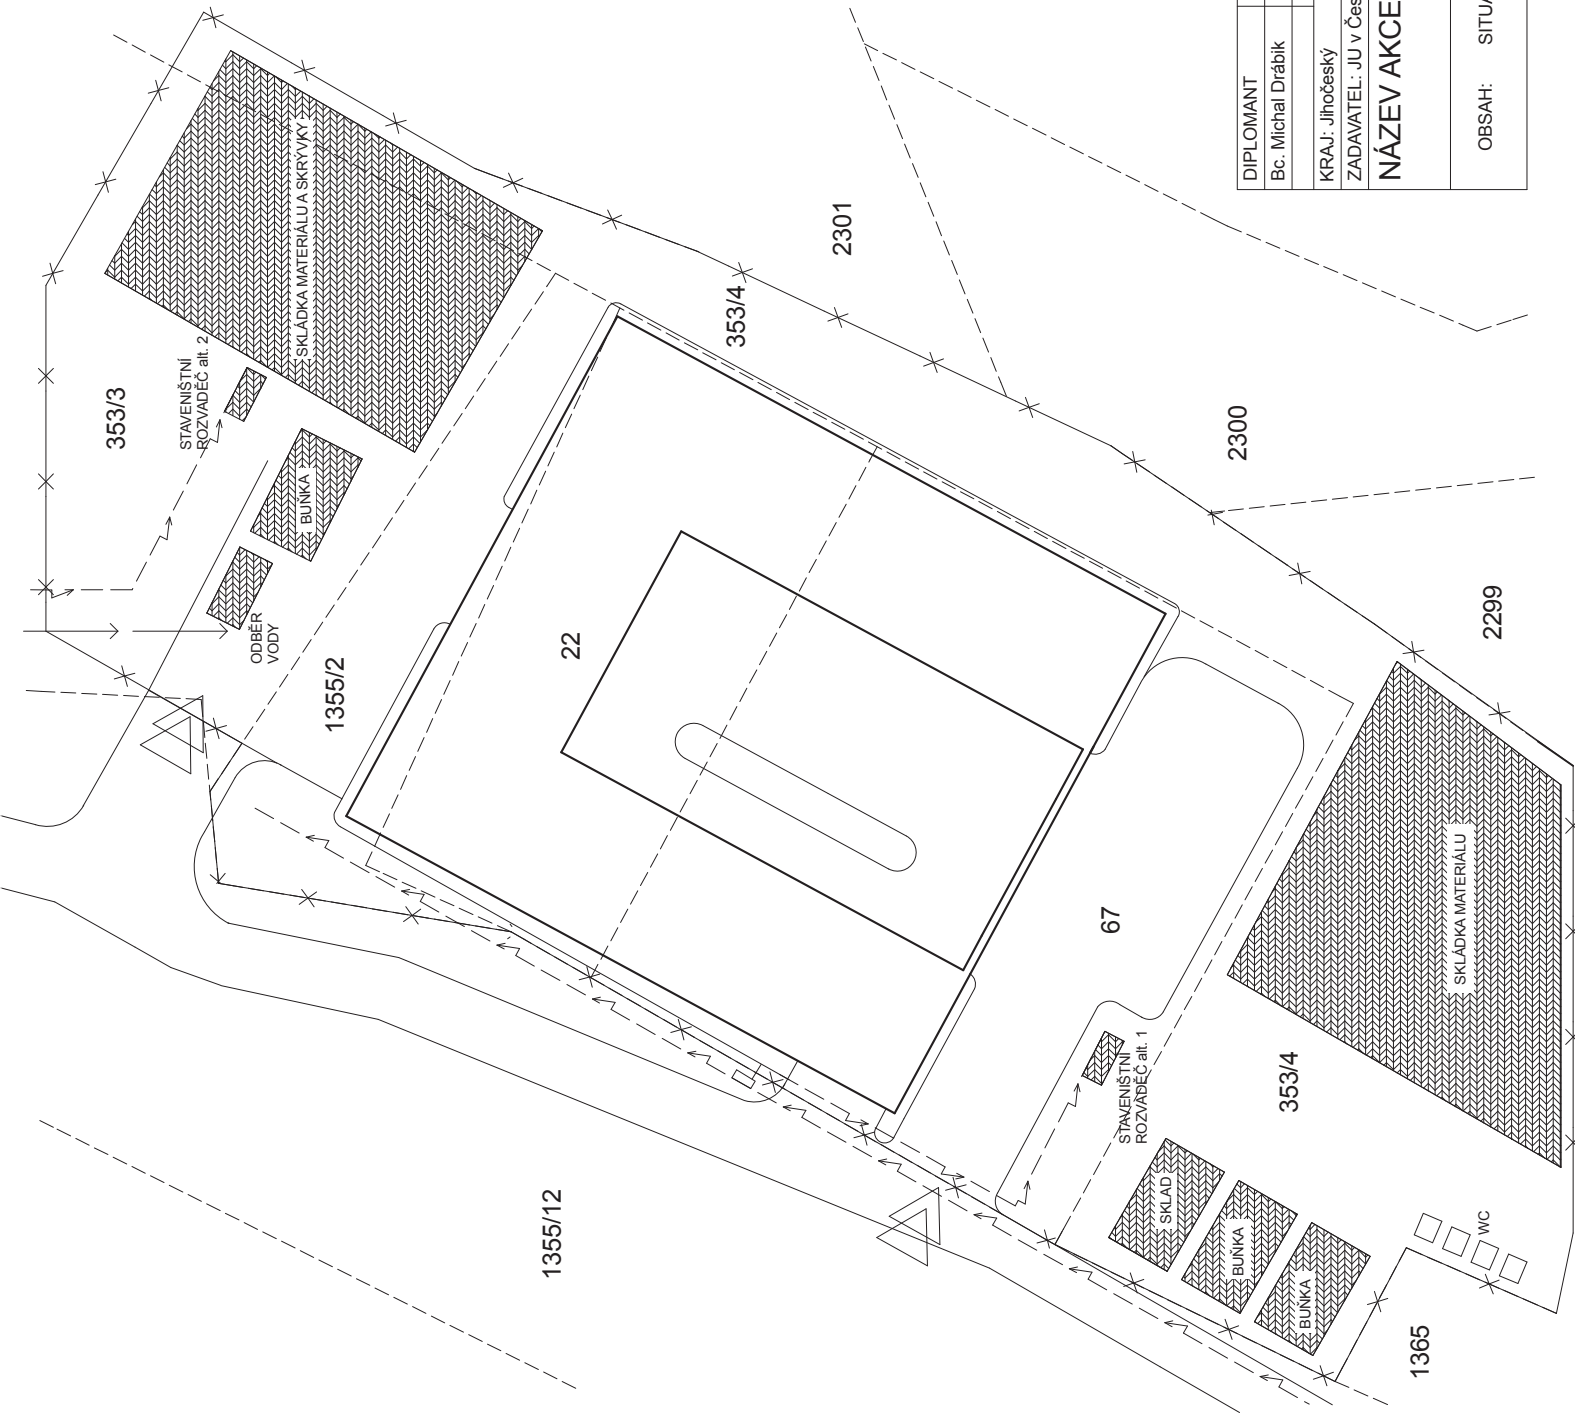 SKLÁDKA MATERIÁLU A SKRÝVKY
353/3
STAVENIŠTNÍ
ROZVADĚČ alt. 2
BUŇKA
ODBĚR
VODY
1355/2
22
353/4
2301
2300
2299
67
STAVENIŠTNÍ
ROZVADĚČ alt. 1
353/4
SKLÁDKA MATERIÁLU
SKLAD
BUŇKA
BUŇKA
WC
1365
1355/12
DIPLOMANT
Bc. Michal Drábik
KRAJ: Jihočeský
ZADAVATEL: JU v
NÁZEV AKCE
OBSAH: